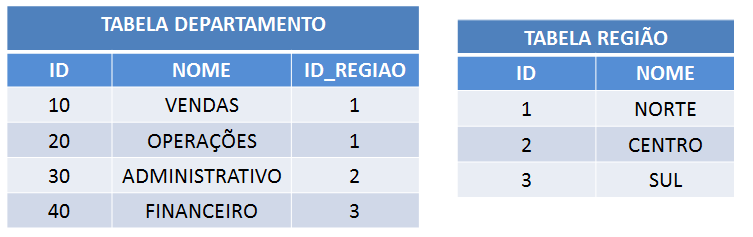 TABELA DEPARTAMENTO
ID NOME ID_REGIAO
10 VENDAS 1
20 OPERAÇÕES 1
30 ADMINISTRATIVO 2
40 FINANCEIRO 3
TABELA REGIÃO
ID NOME
1 NORTE
2 CENTRO
3 SUL